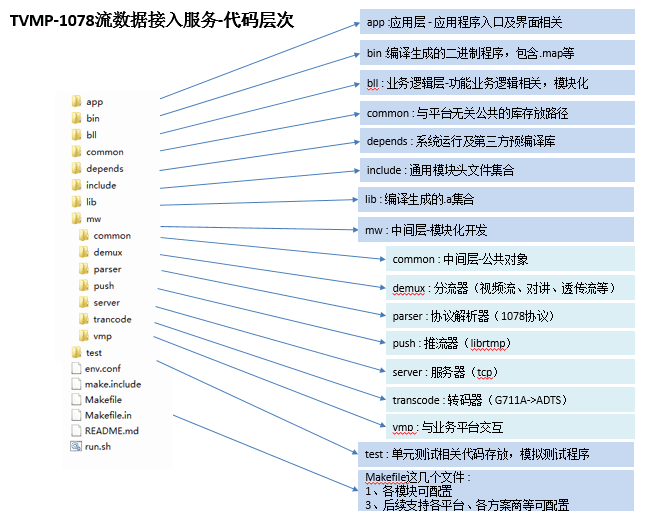 TVMP-1078流数据接入服务-代码层次
app
bin
bll
common
depends
include
lib
mw
common
demux
parser
push
server
trancode
vmp
test
env.conf
make.include
Makefile
Makefile.in
README.md
run.sh
app :应用层 - 应用程序入口及界面相关
bin :编译生成的二进制程序，包含.map等
bll : 业务逻辑层-功能业务逻辑相关，模块化
common : 与平台无关公共的库存放路径
depends : 系统运行及第三方预编译库
include : 通用模块头文件集合
lib : 编译生成的.a集合
mw : 中间层-模块化开发
common : 中间层-公共对象
demux : 分流器（视频流、对讲、透传流等）
parser : 协议解析器（1078协议）
push : 推流器（librtmp）
server : 服务器（tcp）
transcode : 转码器（G711A->ADTS）
vmp : 与业务平台交互
test : 单元测试相关代码存放，模拟测试程序
Makefile这几个文件 :
1、各模块可配置
3、后续支持各平台、各方案商等可配置